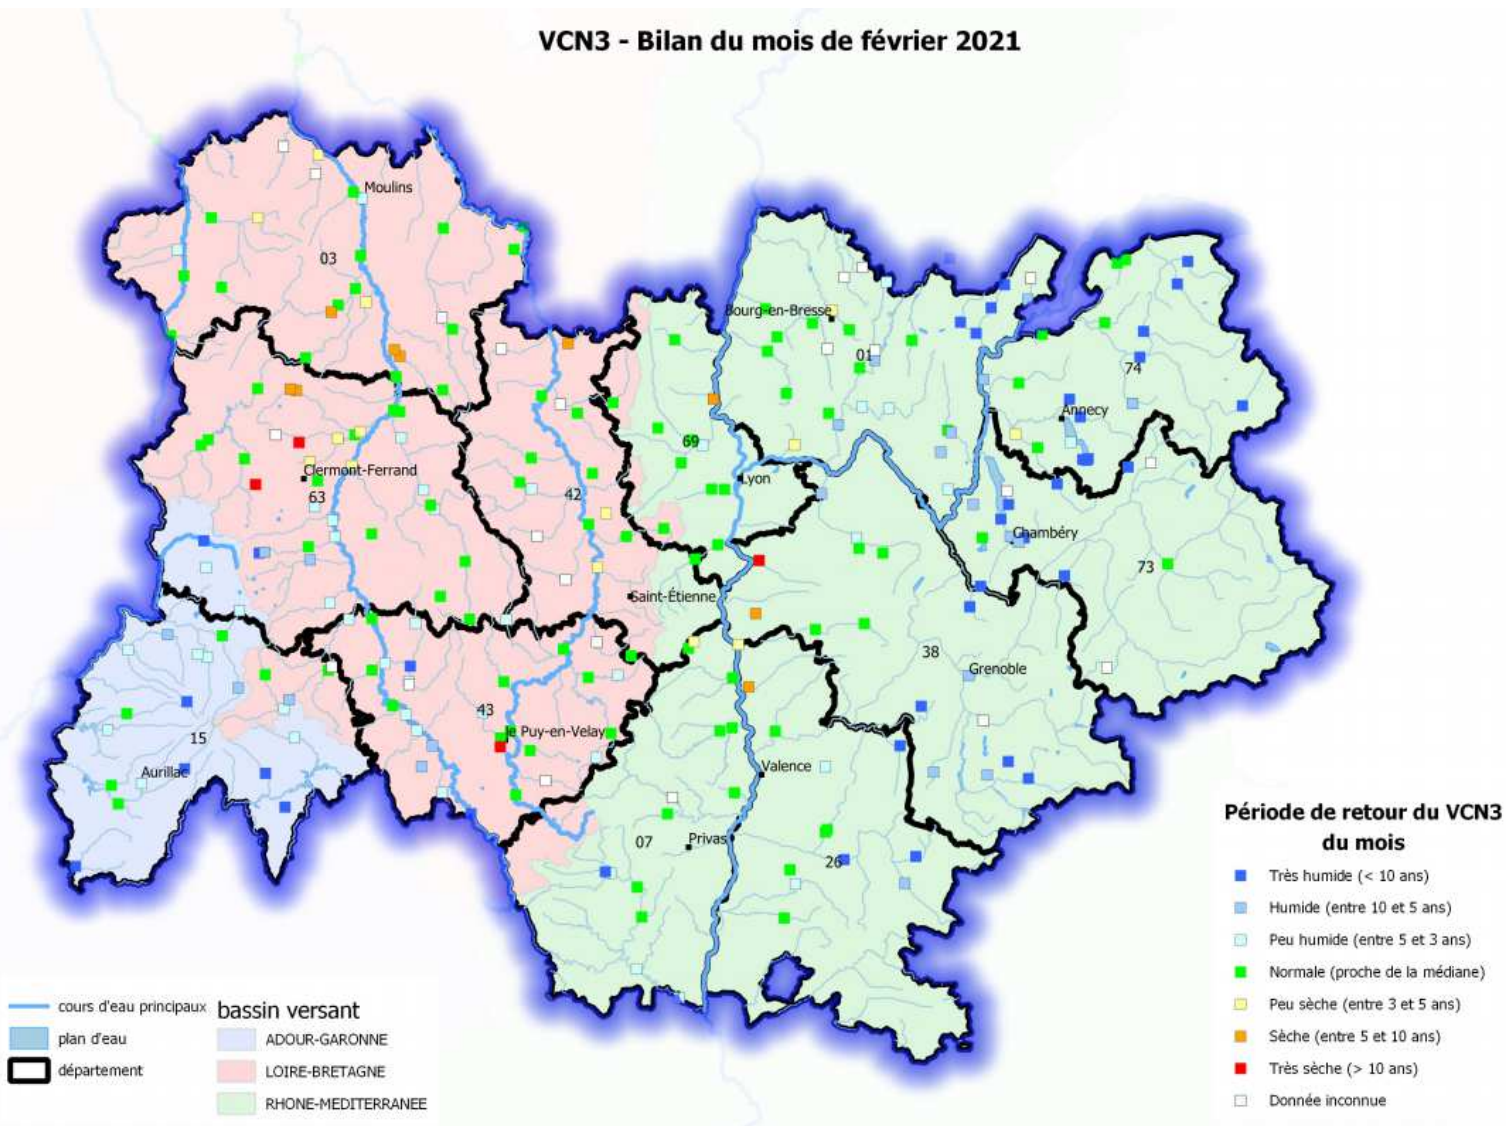 VCN3 - Bilan du mois de février 2021
Moulins
03
Bourg-en-Bresse
01
74
Annecy
69
Clermont-Ferrand
63
42
Lyon
Chambéry
73
Saint-Étienne
38
Grenoble
43
le Puy-en-Velay
15
Aurillac
Valence
07
Privas
26
Période de retour du VCN3
du mois
Très humide (< 10 ans)
Humide (entre 10 et 5 ans)
Peu humide (entre 5 et 3 ans)
Normale (proche de la médiane)
Peu sèche (entre 3 et 5 ans)
Sèche (entre 5 et 10 ans)
Très sèche (> 10 ans)
Donnée inconnue
cours d'eau principaux
plan d'eau
département
bassin versant
ADOUR-GARONNE
LOIRE-BRETAGNE
RHONE-MEDITERRANEE